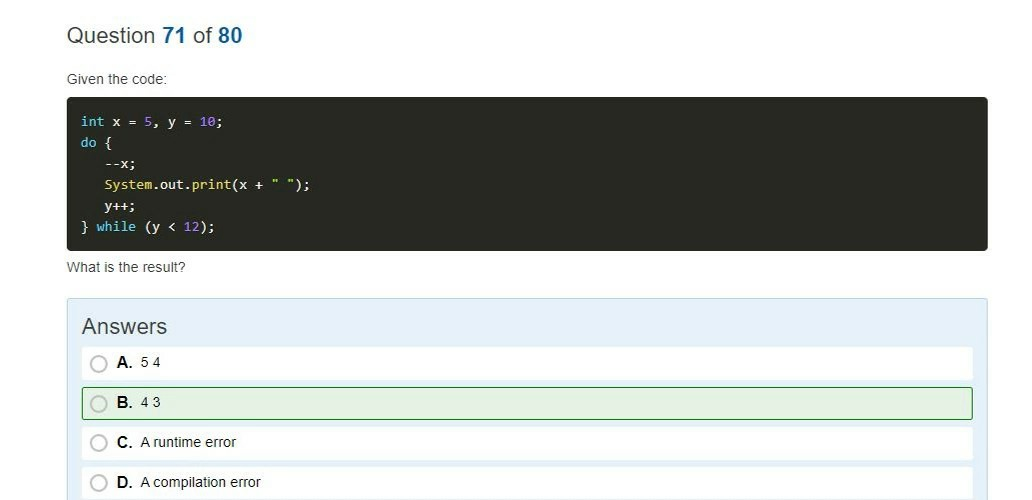 Question 71 of 80
Given the code:
int x = 5, y = 10;
do {
--x;
System.out.print(x + " ");
y++;
} while (y < 12);
What is the result?
Answers
A. 5 4
B. 4 3
C. A runtime error
D. A compilation error